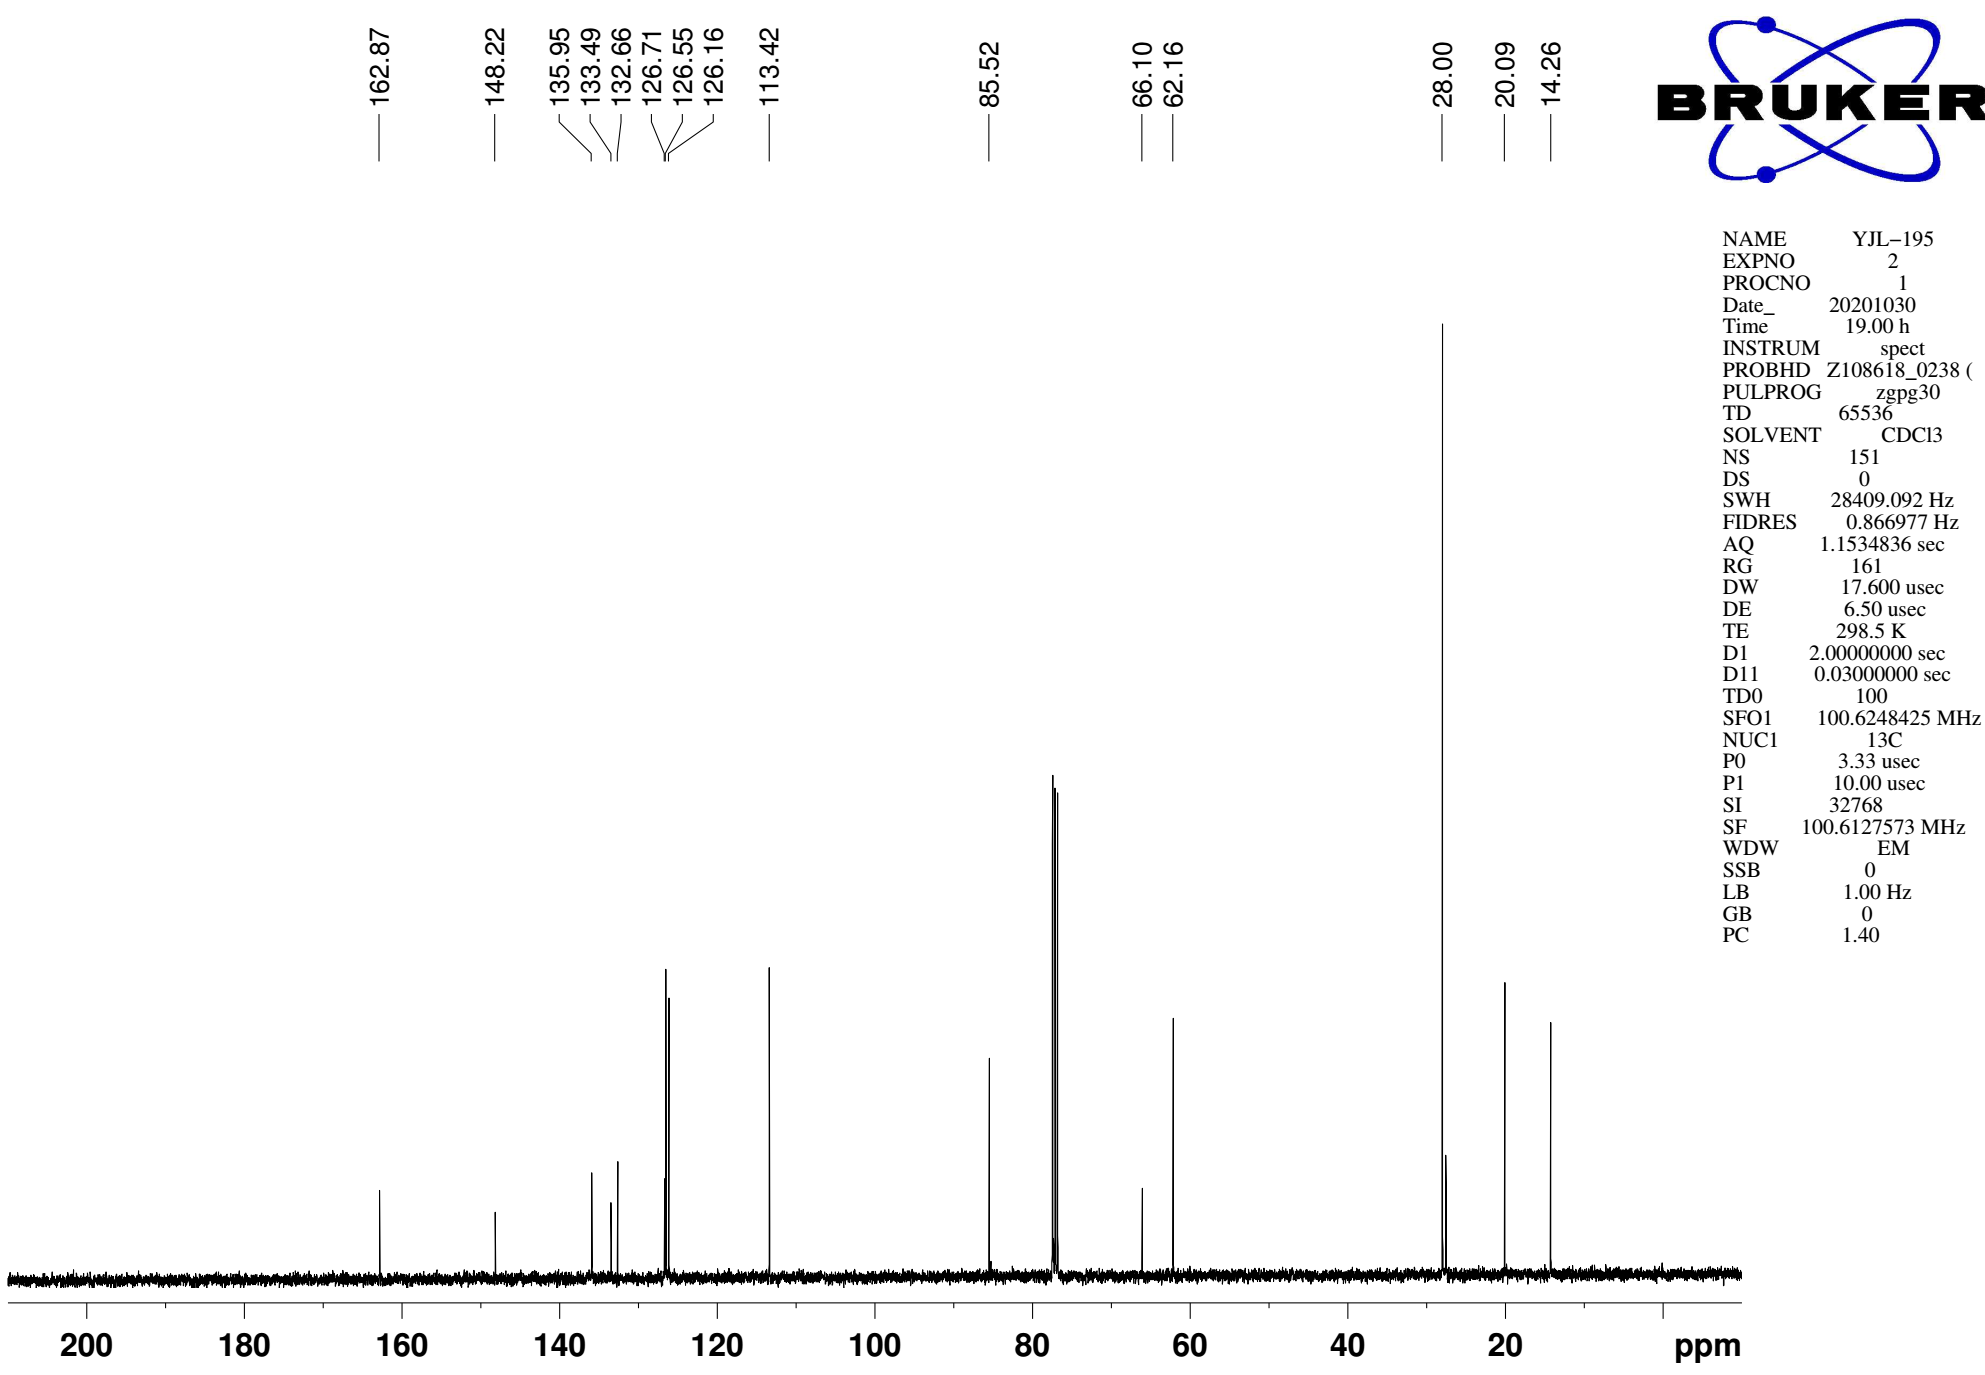 162.87
148.22
135.95
133.49
132.66
126.71
126.55
126.16
113.42
85.52
66.10
62.16
28.00
20.09
14.26
BRUKER
NAME YJL-195
EXPNO 2
PROCNO 1
Date_ 20201030
Time 19.00 h
INSTRUM spect
PROBHD Z108618_0238 (
PULPROG zgpg30
TD 65536
SOLVENT CDCl3
NS 151
DS 0
SWH 28409.092 Hz
FIDRES 0.866977 Hz
AQ 1.1534836 sec
RG 161
DW 17.600 usec
DE 6.50 usec
TE 298.5 K
D1 2.00000000 sec
D11 0.03000000 sec
TD0 100
SFO1 100.6248425 MHz
NUC1 13C
P0 3.33 usec
P1 10.00 usec
SI 32768
SF 100.6127573 MHz
WDW EM
SSB 0
LB 1.00 Hz
GB 0
PC 1.40
200 180 160 140 120 100 80 60 40 20 ppm